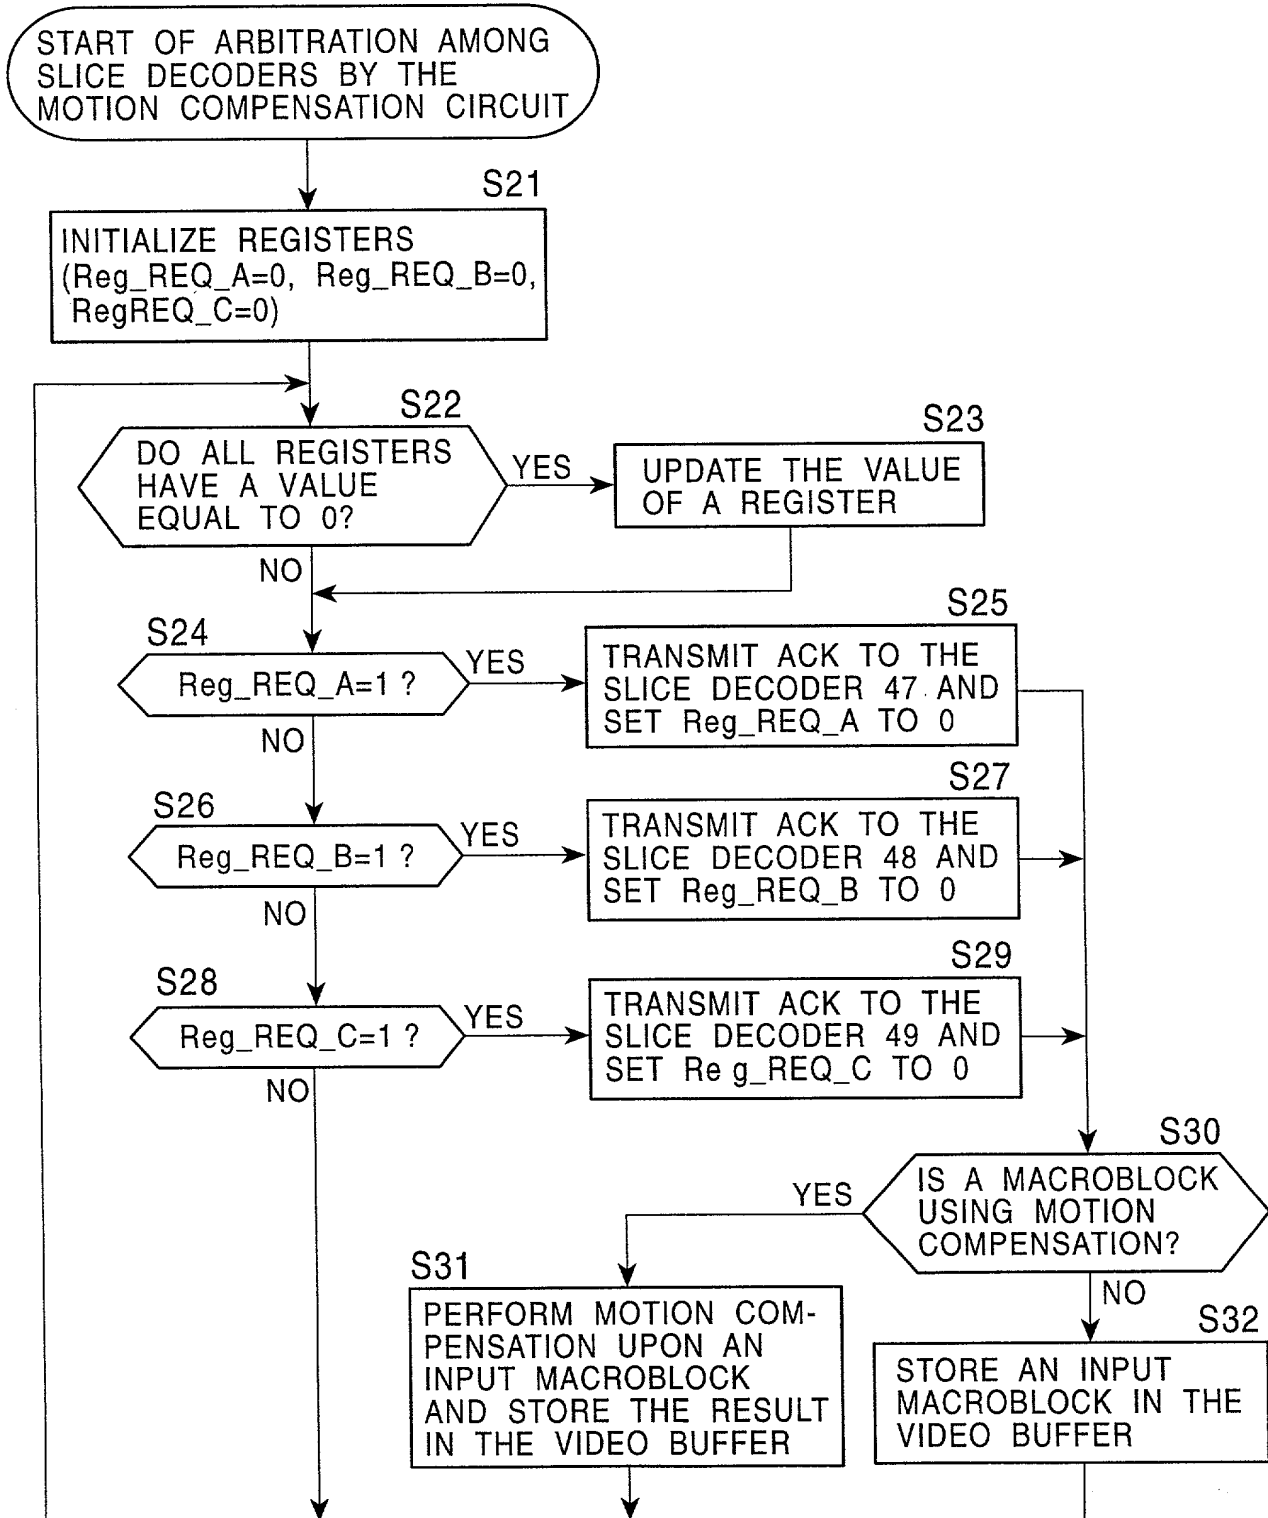 START OF ARBITRATION AMONG
SLICE DECODERS BY THE
MOTION COMPENSATION CIRCUIT
S21
INITIALIZE REGISTERS
(Reg_REQ_A=0, Reg_REQ_B=0,
RegREQ_C=0)
S22
DO ALL REGISTERS
HAVE A VALUE
EQUAL TO 0?
YES
S23
UPDATE THE VALUE
OF A REGISTER
NO
S24
Reg_REQ_A=1 ?
YES
S25
TRANSMIT ACK TO THE
SLICE DECODER 47 AND
SET Reg_REQ_A TO 0
NO
S26
Reg_REQ_B=1 ?
YES
S27
TRANSMIT ACK TO THE
SLICE DECODER 48 AND
SET Reg_REQ_B TO 0
NO
S28
Reg_REQ_C=1 ?
YES
S29
TRANSMIT ACK TO THE
SLICE DECODER 49 AND
SET Re g_REQ_C TO 0
NO
S30
IS A MACROBLOCK
USING MOTION
COMPENSATION?
YES
S31
PERFORM MOTION COM-
PENSATION UPON AN
INPUT MACROBLOCK
AND STORE THE RESULT
IN THE VIDEO BUFFER
NO
S32
STORE AN INPUT
MACROBLOCK IN THE
VIDEO BUFFER